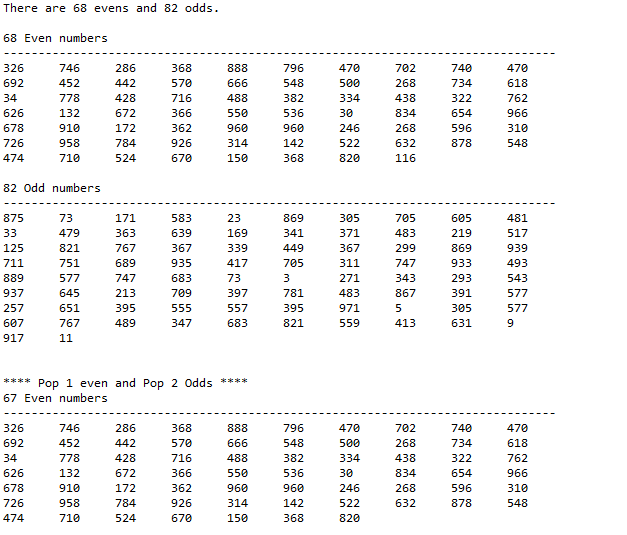 There are 68 evens and 82 odds.
68 Even numbers
-------------------------------------------------------------------------------
326 746 286 368 888 796 470 702 740 470
692 452 442 570 666 548 500 268 734 618
34 778 428 716 488 382 334 438 322 762
626 132 672 366 550 536 30 834 654 966
678 910 172 362 960 960 246 268 596 310
726 958 784 926 314 142 522 632 878 548
474 710 524 670 150 368 820 116
82 Odd numbers
-------------------------------------------------------------------------------
875 73 171 583 23 869 305 705 605 481
33 479 363 639 169 341 371 483 219 517
125 821 767 367 339 449 367 299 869 939
711 751 689 935 417 705 311 747 933 493
889 577 747 683 73 3 271 343 293 543
937 645 213 709 397 781 483 867 391 577
257 651 395 555 557 395 971 5 305 577
607 767 489 347 683 821 559 413 631 9
917 11
**** Pop 1 even and Pop 2 Odds ****
67 Even numbers
-------------------------------------------------------------------------------
326 746 286 368 888 796 470 702 740 470
692 452 442 570 666 548 500 268 734 618
34 778 428 716 488 382 334 438 322 762
626 132 672 366 550 536 30 834 654 966
678 910 172 362 960 960 246 268 596 310
726 958 784 926 314 142 522 632 878 548
474 710 524 670 150 368 820